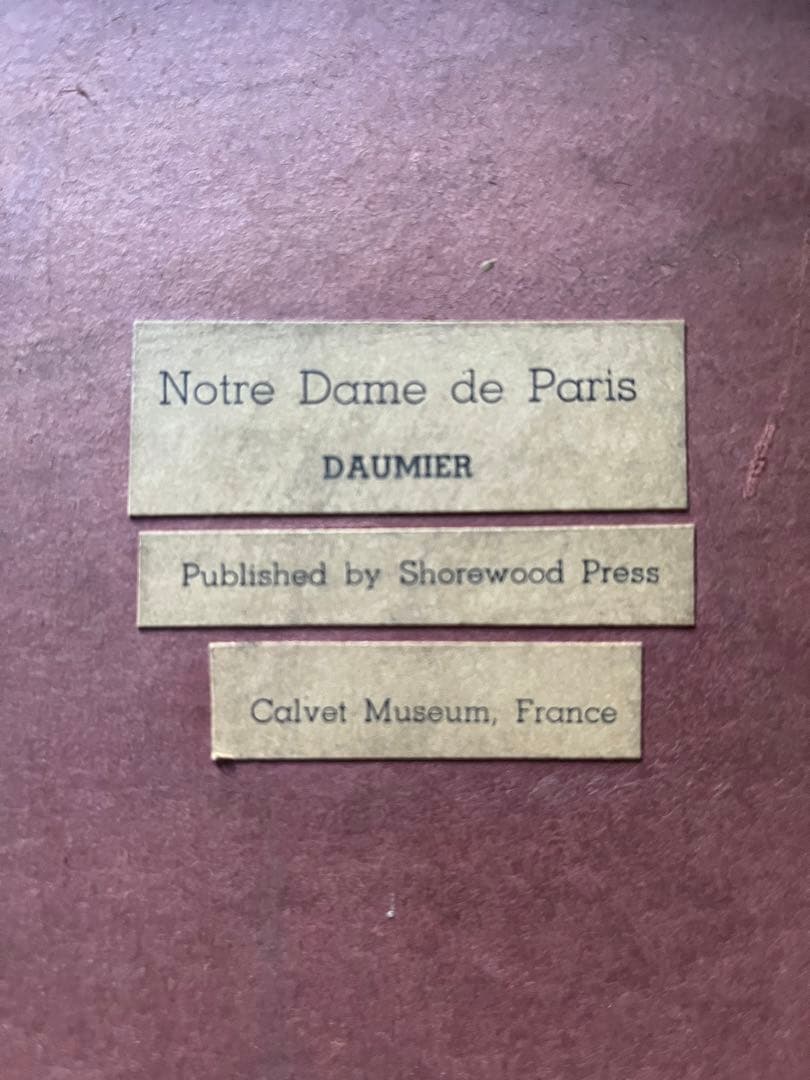 Notre Dame de Paris
DAUMIER
Published by Shorewood Press
Calvet Museum, France